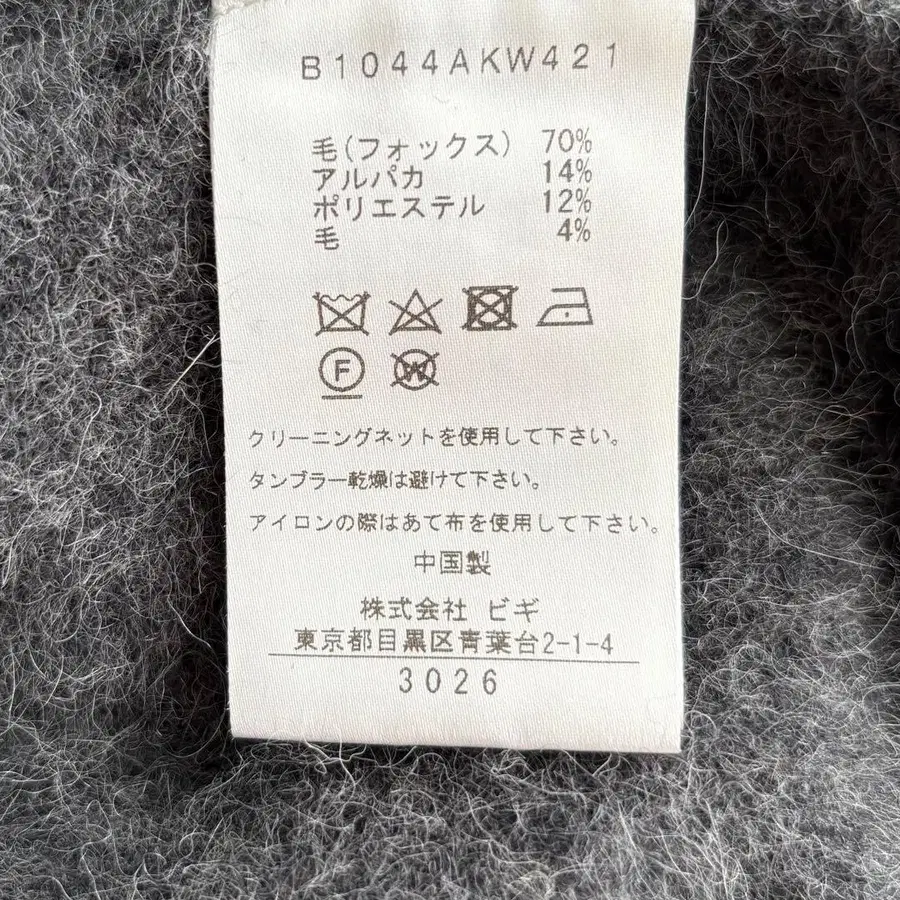 B1044AKW421
毛(フォックス) 70%
アルパカ 14%
ポリエステル 12%
毛 4%
F W
クリーニングネットを使用して下さい。
タンブラー乾燥は避けて下さい。
アイロンの際はあて布を使用して下さい。
中国製
株式会社 ビギ
東京都目黒区青葉台2-1-4
3026